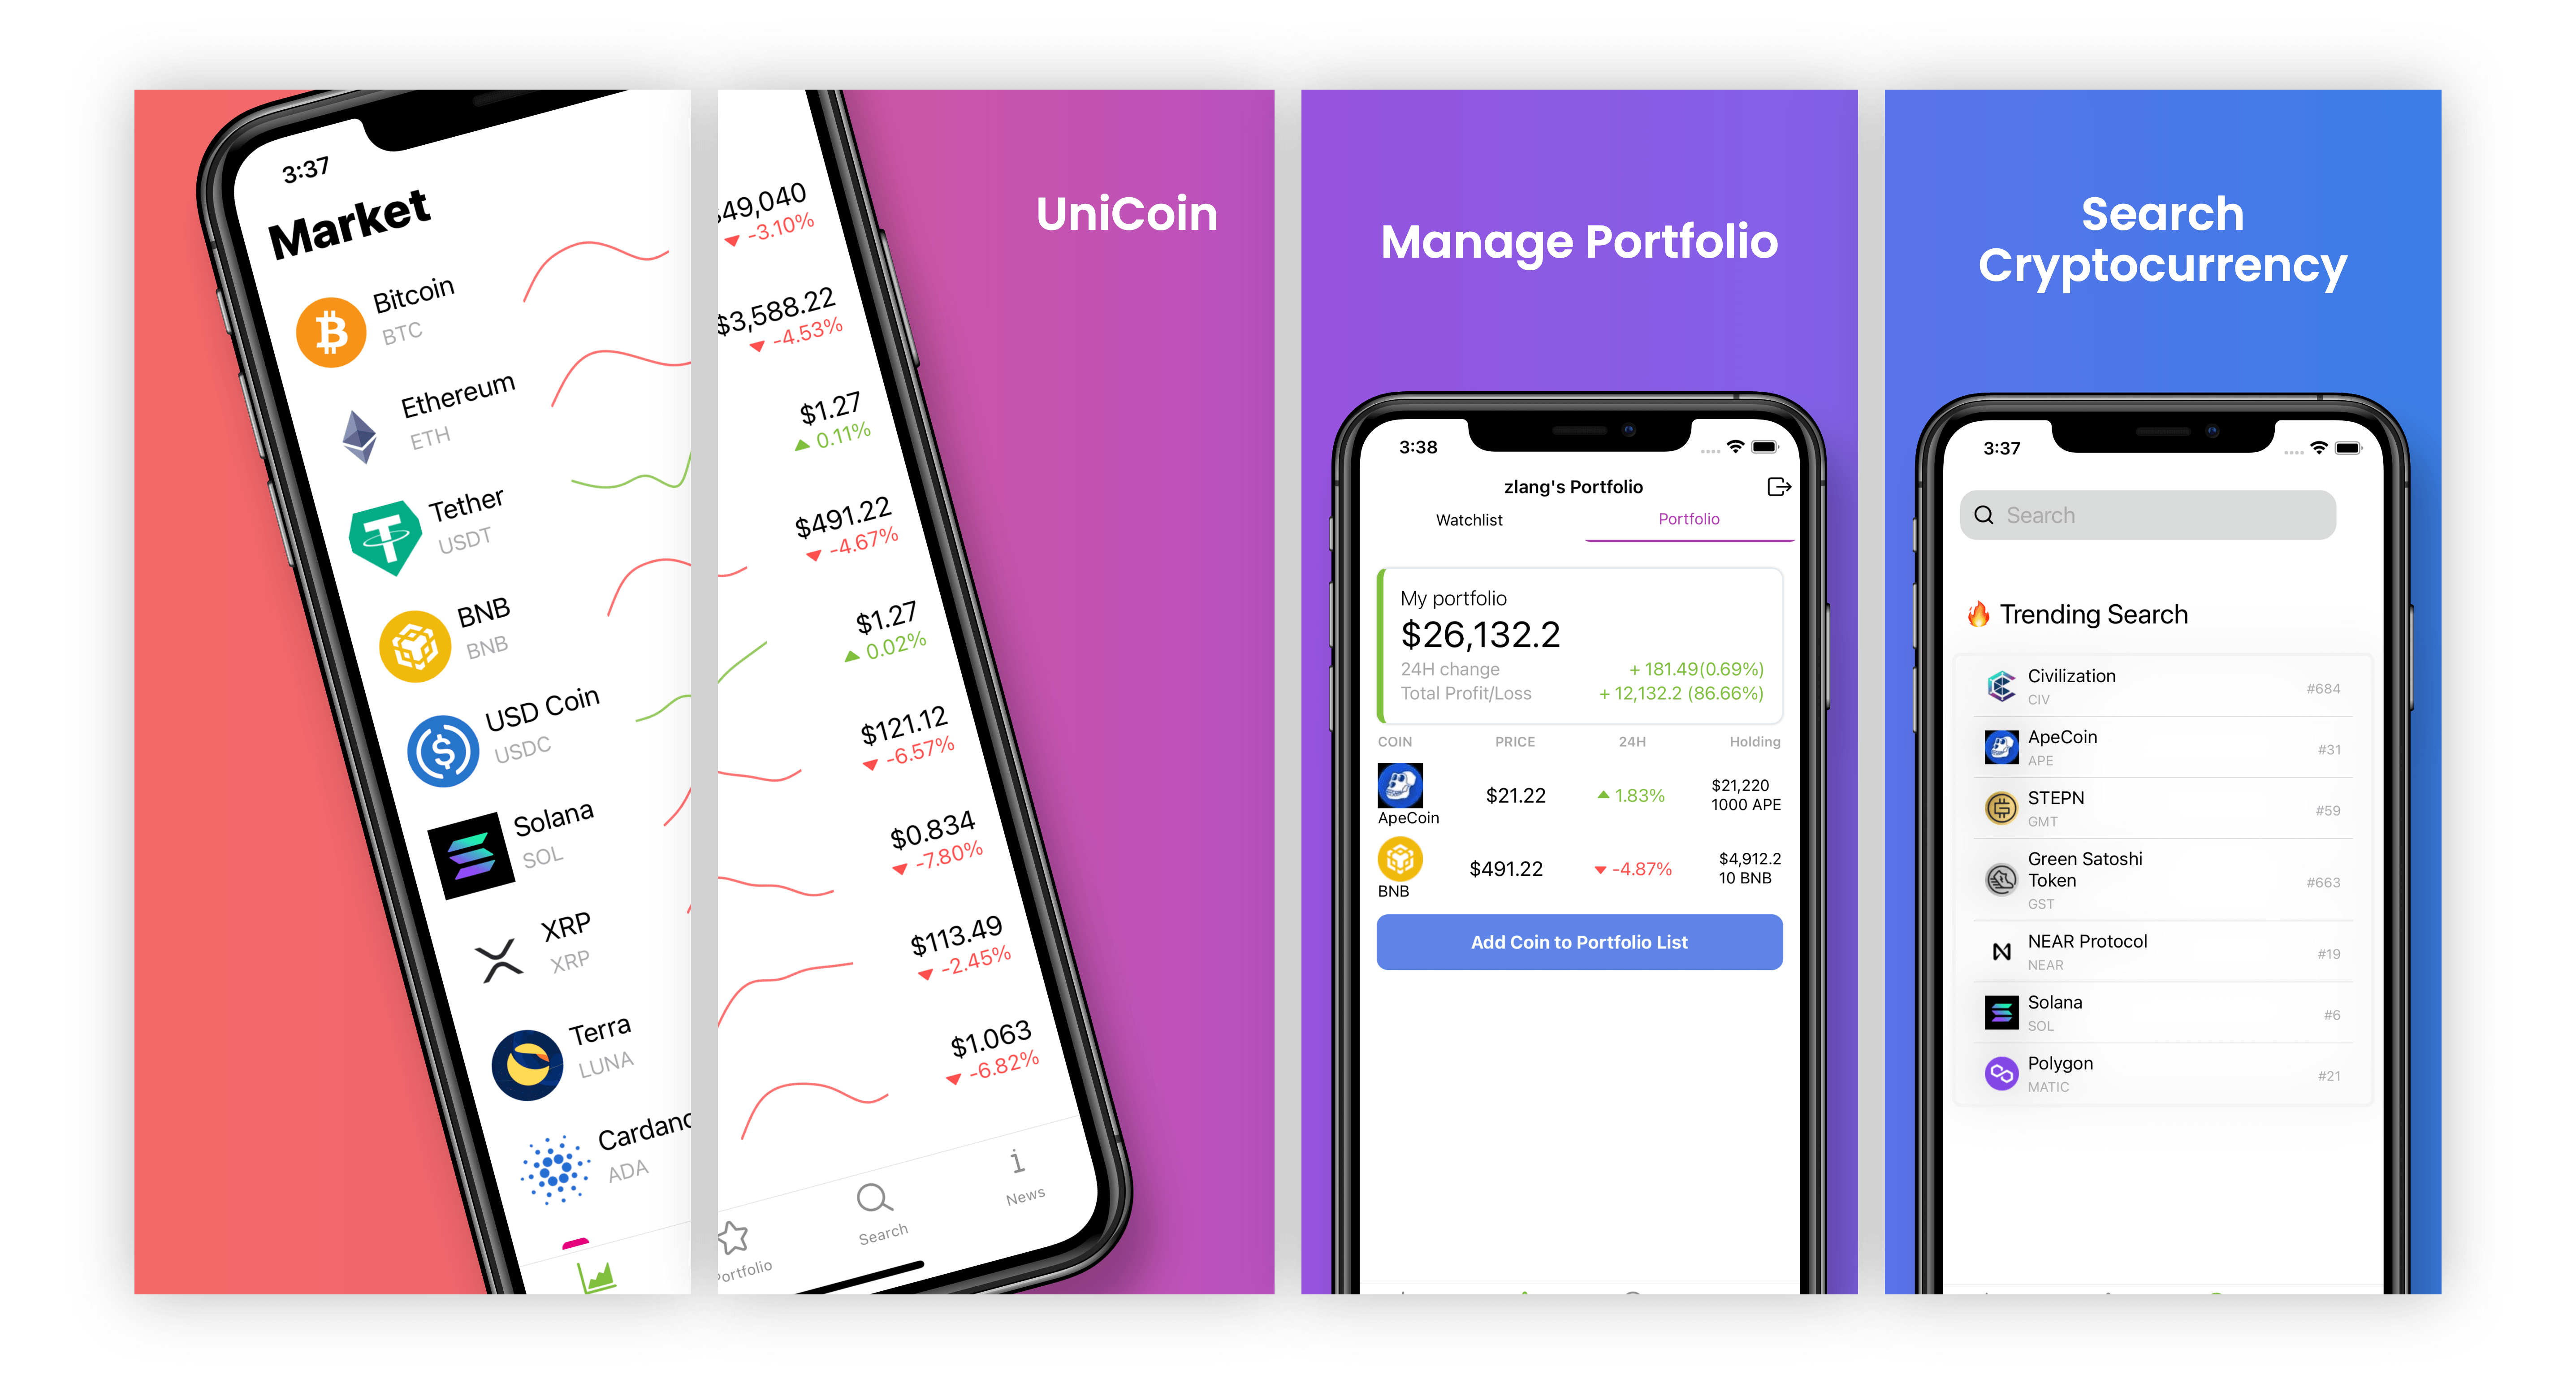 3:37
Market
Bitcoin
BTC
Ethereum
ETH
Tether
USDT
BNB
BNB
USD Coin
USDC
Solana
SOL
XRP
XRP
Terra
LUNA
Cardano
ADA
UniCoin
$49,040
-3.10%
$3,588.22
-4.53%
$1.27
0.11%
$491.22
-4.67%
$1.27
0.02%
$121.12
-6.57%
$0.834
-7.80%
$113.49
-2.45%
$1.063
-6.82%
Portfolio
Search
News
Manage Portfolio
3:38
zlang's Portfolio
Watchlist Portfolio
My portfolio
$26,132.2
24H change + 181.49(0.69%)
Total Profit/Loss + 12,132.2 (86.66%)
COIN PRICE 24H Holding
ApeCoin $21.22 1.83% $21,220
1000 APE
BNB $491.22 -4.87% $4,912.2
10 BNB
Add Coin to Portfolio List
Search
Cryptocurrency
3:37
Search
Trending Search
Civilization
CIV
#684
ApeCoin
APE
#31
STEPN
GMT
#59
Green Satoshi
Token
GST
#663
NEAR Protocol
NEAR
#19
Solana
SOL
#6
Polygon
MATIC
#21